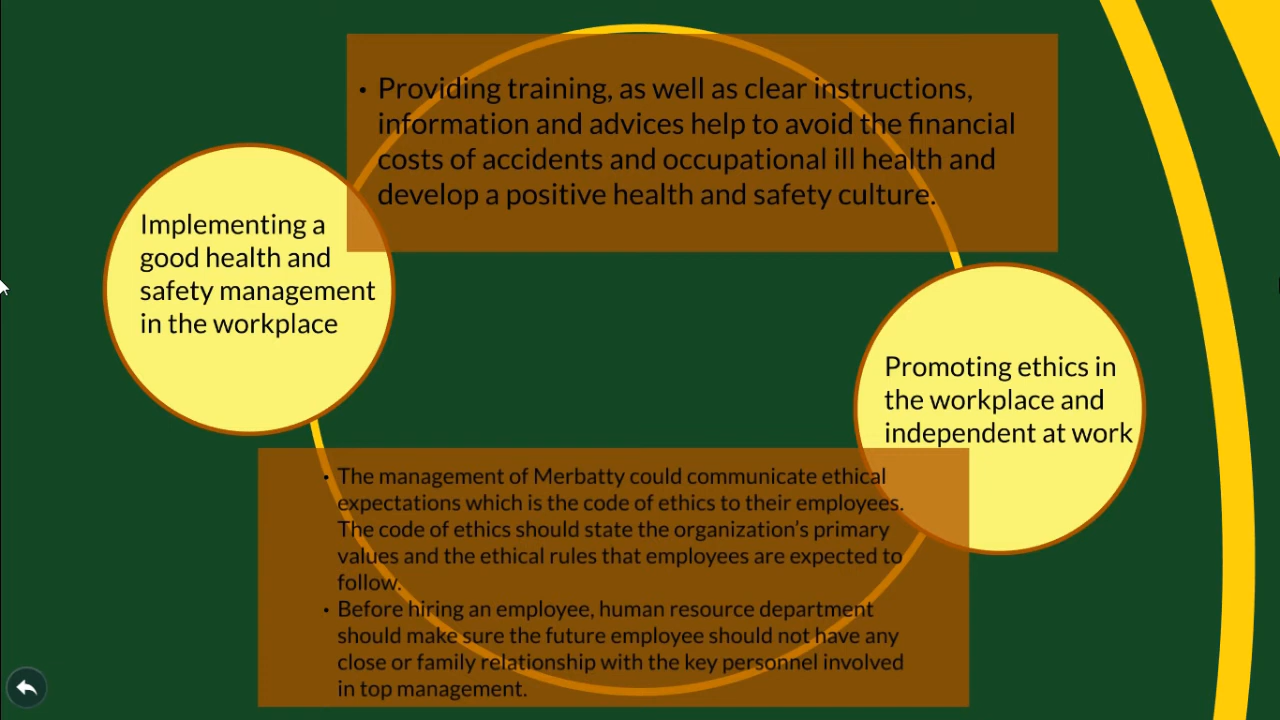 • Providing training, as well as clear instructions,
information and advices help to avoid the financial
costs of accidents and occupational ill health and
develop a positive health and safety culture.
Implementing a
good health and
safety management
in the workplace
Promoting ethics in
the workplace and
independent at work
• The management of Merbatty could communicate ethical
expectations which is the code of ethics to their employees.
The code of ethics should state the organization's primary
values and the ethical rules that employees are expected to
follow.
• Before hiring an employee, human resource department
should make sure the future employee should not have any
close or family relationship with the key personnel involved
in top management.